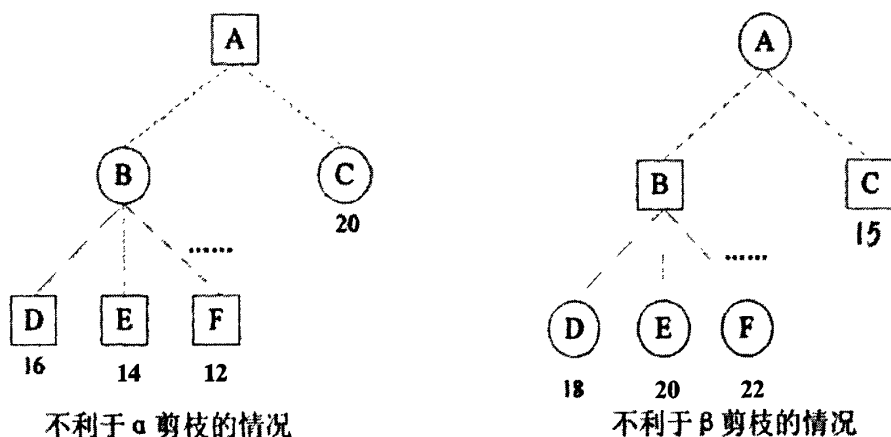 A A
B C B C
20 15
…… ……
D E F D E F
16 14 12 18 20 22
不利于α剪枝的情况 不利于β剪枝的情况